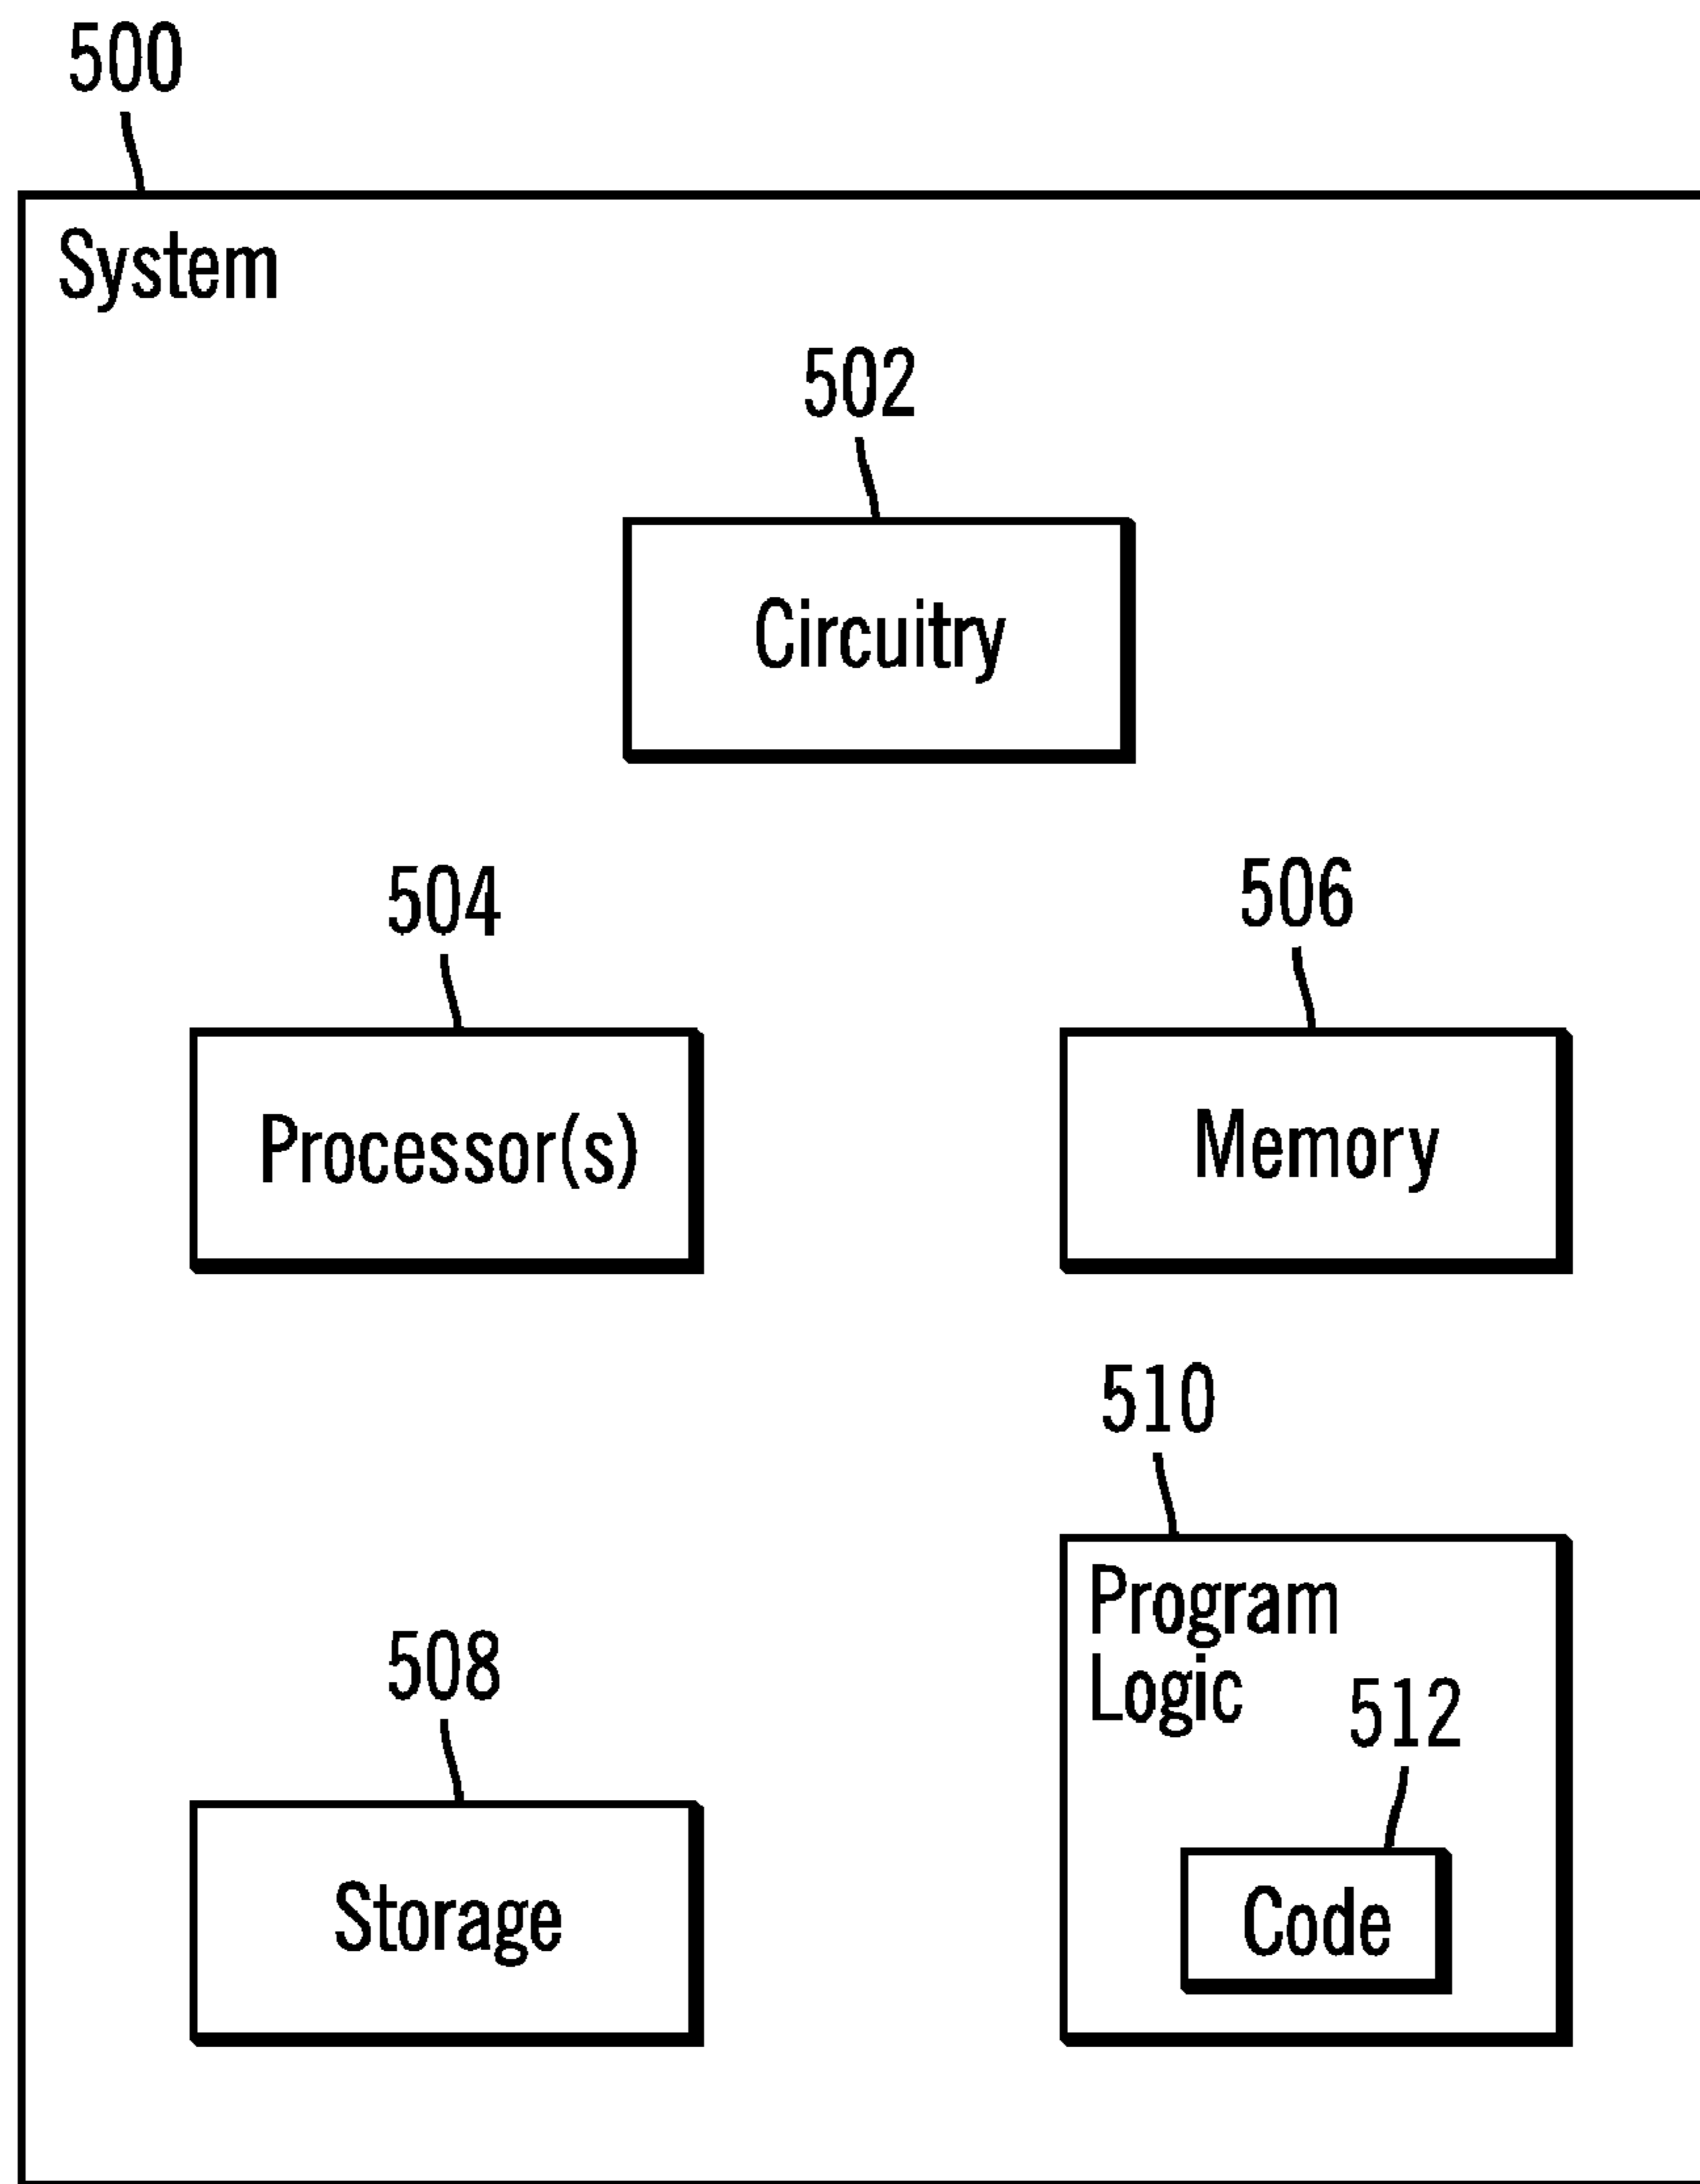 500
System
502
Circuitry
504
506
Processor(s)
Memory
510
Program
Logic
508
512
Storage
Code